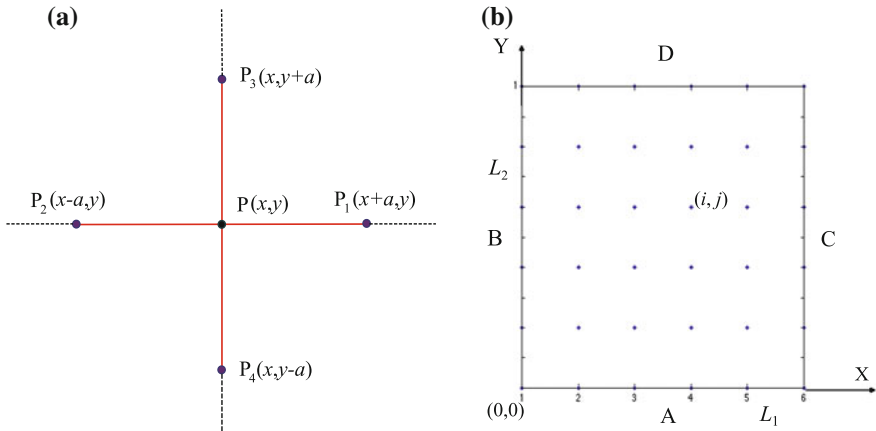 (a)
P₃(x,y+a)
P₂(x-a,y)
P(x,y)
P₁(x+a,y)
P₄(x,y-a)
(b)
Y
D
1
L₂
(i,j)
B
C
X
(0,0)
1 2 3 4 5 6
A
L₁